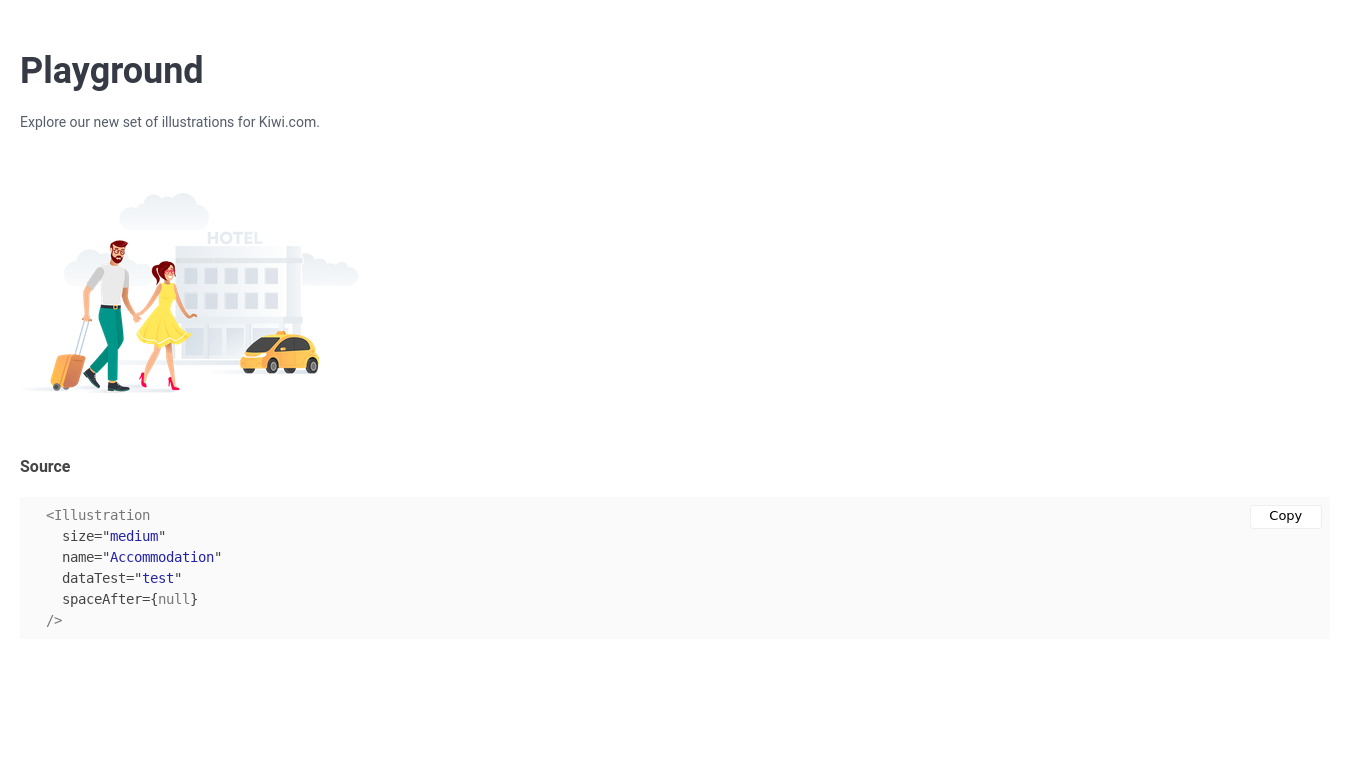 Playground
Explore our new set of illustrations for Kiwi.com.
HOTEL
Source
<Illustration
Copy
size="medium"
name="Accommodation"
dataTest="test"
spaceAfter={null}
/>